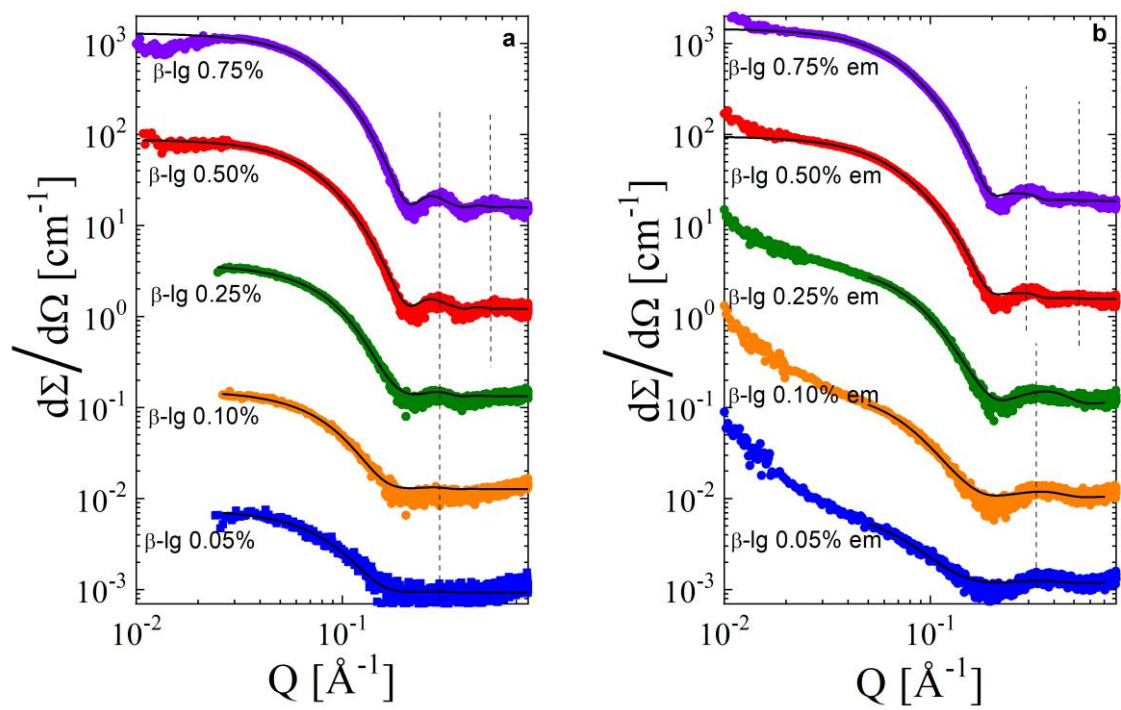 a
10³
β-lg 0.75%
10²
β-lg 0.50%
10¹
10⁰
β-lg 0.25%
10⁻¹
β-lg 0.10%
10⁻²
β-lg 0.05%
10⁻³
10⁻²
10⁻¹
dΣ/dΩ [cm⁻¹]
Q [Å⁻¹]
b
10³
β-lg 0.75% em
10²
β-lg 0.50% em
10¹
β-lg 0.25% em
10⁰
10⁻¹
β-lg 0.10% em
10⁻²
β-lg 0.05% em
10⁻³
10⁻²
10⁻¹
dΣ/dΩ [cm⁻¹]
Q [Å⁻¹]